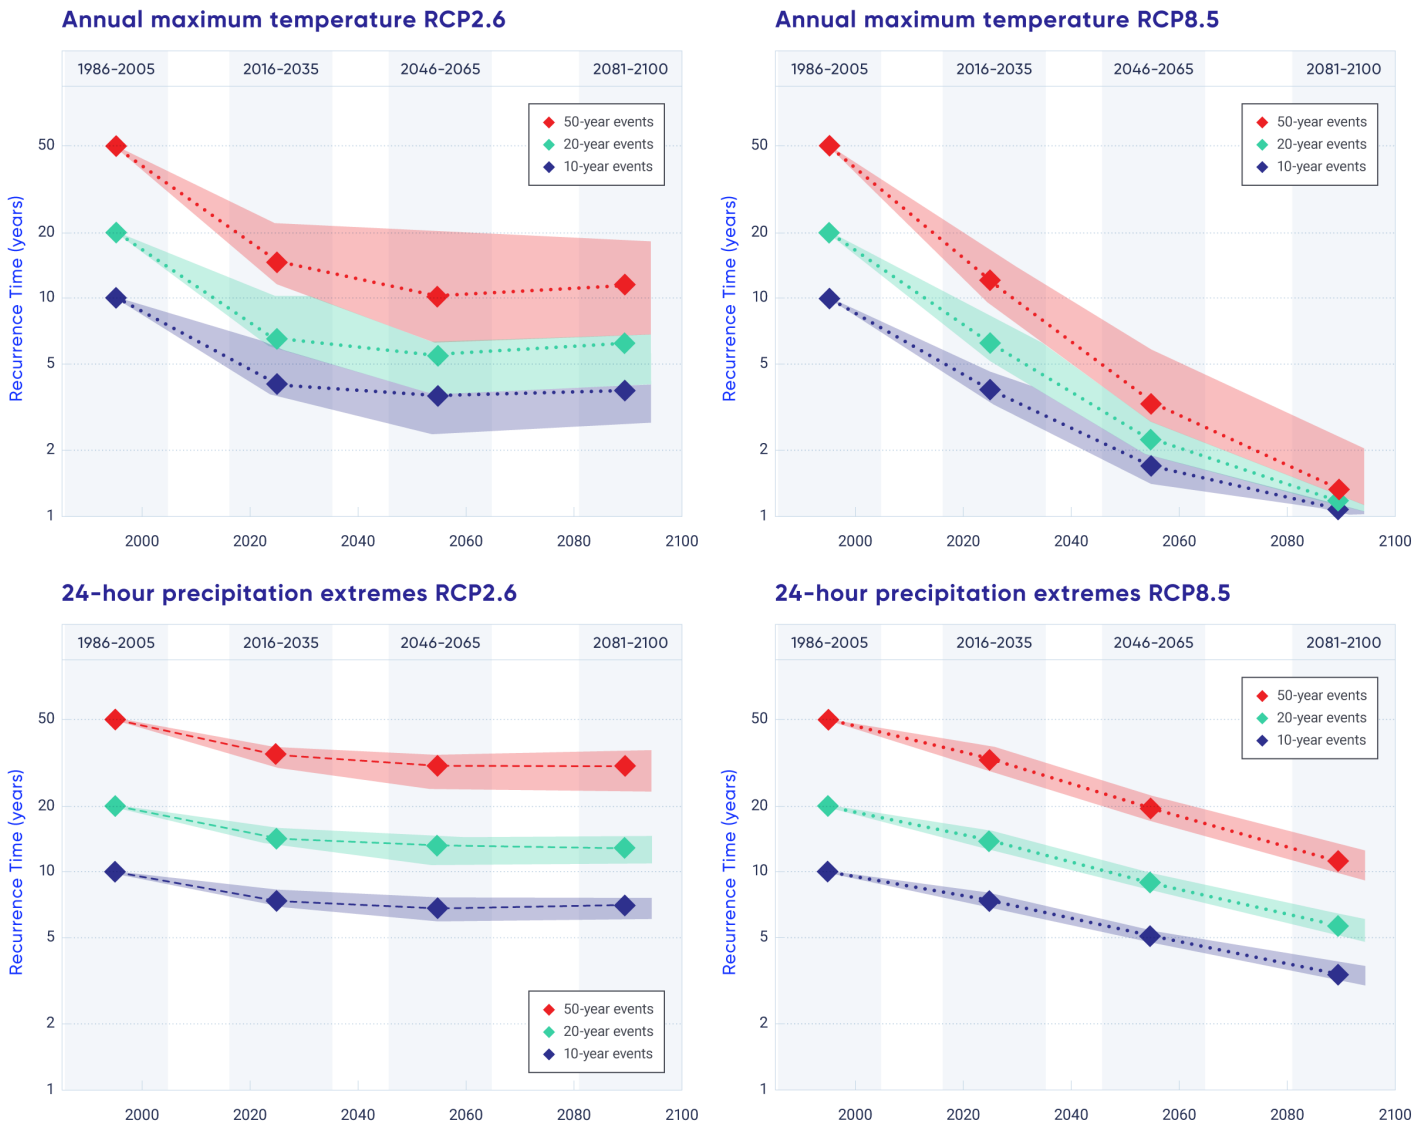 Annual maximum temperature RCP2.6
1986-2005 2016-2035 2046-2065 2081-2100
50-year events
20-year events
10-year events
Recurrence Time (years)
50
20
10
5
2
1
2000 2020 2040 2060 2080 2100
Annual maximum temperature RCP8.5
1986-2005 2016-2035 2046-2065 2081-2100
50-year events
20-year events
10-year events
Recurrence Time (years)
50
20
10
5
2
1
2000 2020 2040 2060 2080 2100
24-hour precipitation extremes RCP2.6
1986-2005 2016-2035 2046-2065 2081-2100
Recurrence Time (years)
50
20
10
5
2
1
50-year events
20-year events
10-year events
2000 2020 2040 2060 2080 2100
24-hour precipitation extremes RCP8.5
1986-2005 2016-2035 2046-2065 2081-2100
50-year events
20-year events
10-year events
Recurrence Time (years)
50
20
10
5
2
1
2000 2020 2040 2060 2080 2100